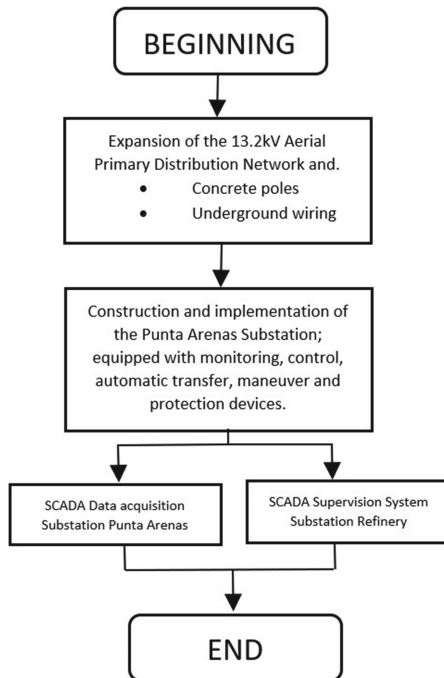 BEGINNING
Expansion of the 13.2kV Aerial
Primary Distribution Network and.
• Concrete poles
• Underground wiring
Construction and implementation of
the Punta Arenas Substation;
equipped with monitoring, control,
automatic transfer, maneuver and
protection devices.
SCADA Data acquisition
Substation Punta Arenas
SCADA Supervision System
Substation Refinery
END